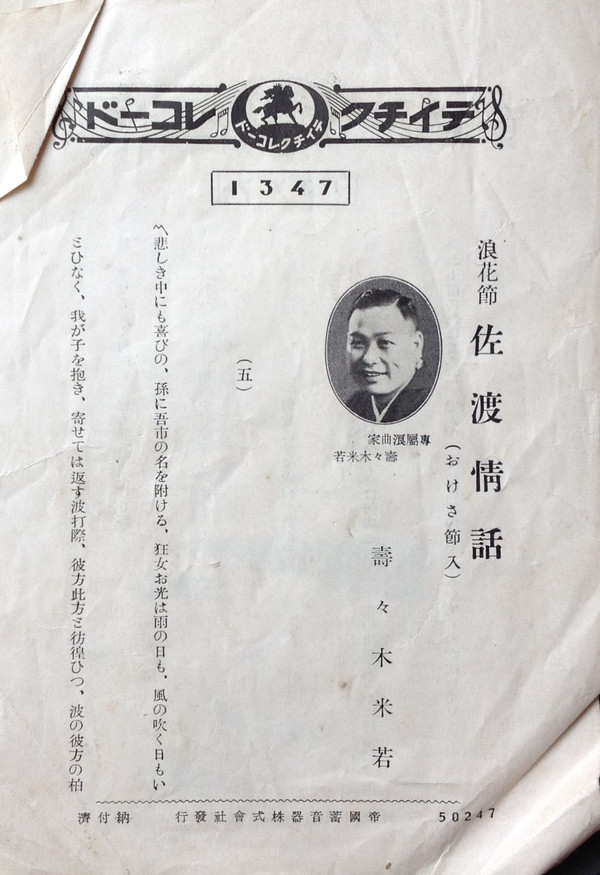 テイチクレコード
テイチクレコード
1347
浪花節 佐渡情話
(おけさ節入)
壽々木米若
專屬浪曲家
壽々木米若
(五)
〽悲しき中にも喜びの、孫に吾市の名を附ける、狂女お光は雨の日も、風の吹く日もい
とひなく、我が子を抱き、寄せては返す波打際、彼方此方と彷徨ひつ、波の彼方の柏
50247
帝國蓄音器株式會社發行
納付濟